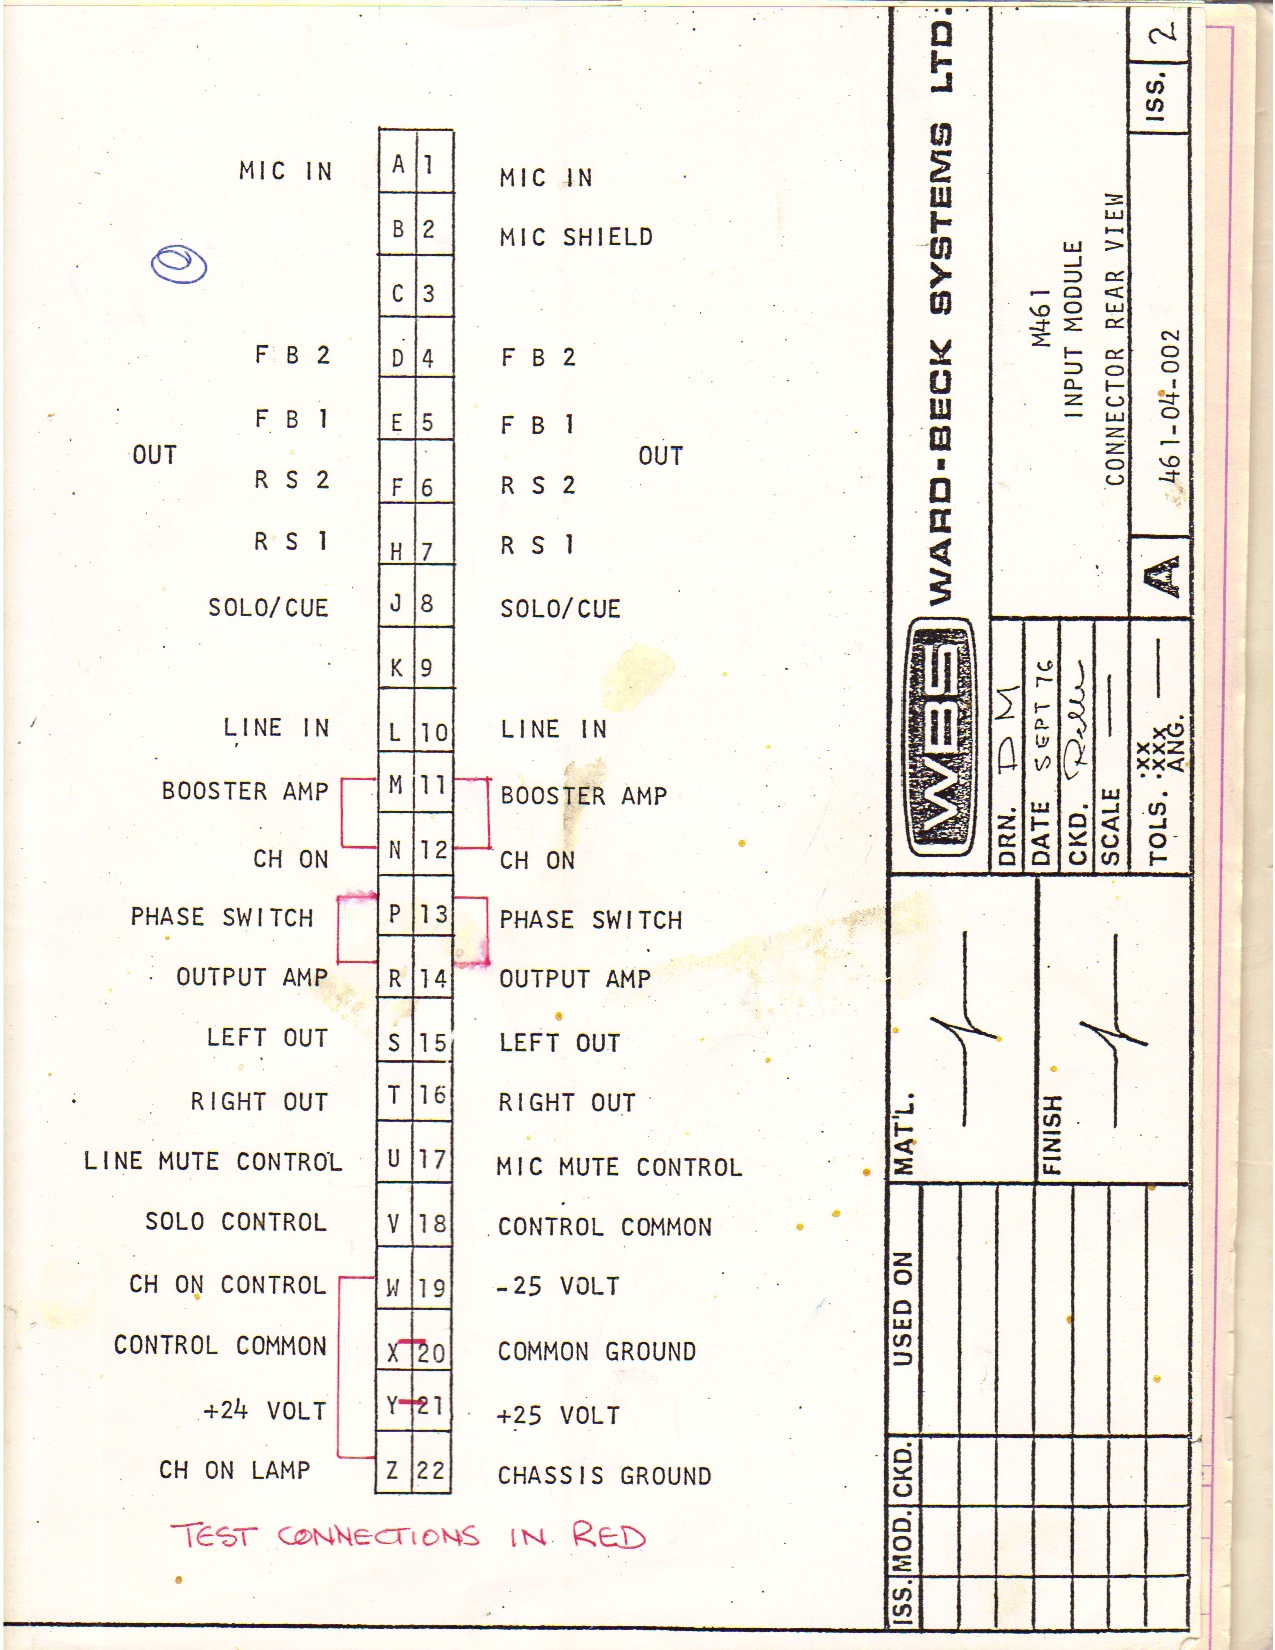 MIC IN A 1 MIC IN
B 2 MIC SHIELD
C 3
F B 2 D 4 F B 2
F B 1 E 5 F B 1
OUT OUT
R S 2 F 6 R S 2
R S 1 H 7 R S 1
SOLO/CUE J 8 SOLO/CUE
K 9
LINE IN L 10 LINE IN
BOOSTER AMP M 11 BOOSTER AMP
CH ON N 12 CH ON
PHASE SWITCH P 13 PHASE SWITCH
OUTPUT AMP R 14 OUTPUT AMP
LEFT OUT S 15 LEFT OUT
RIGHT OUT T 16 RIGHT OUT
LINE MUTE CONTROL U 17 MIC MUTE CONTROL
SOLO CONTROL V 18 CONTROL COMMON
CH ON CONTROL W 19 -25 VOLT
CONTROL COMMON X 20 COMMON GROUND
+24 VOLT Y 21 +25 VOLT
CH ON LAMP Z 22 CHASSIS GROUND
TEST CONNECTIONS IN RED
WBS WARD-BECK SYSTEMS LTD.
M461
INPUT MODULE
CONNECTOR REAR VIEW
A 461-04-002 ISS. 2
DRN. DM
DATE SEPT 76
CKD.
SCALE —
TOLS. .XX —
.XXX
ANG.
MAT'L.
FINISH
USED ON
ISS. MOD. CKD.